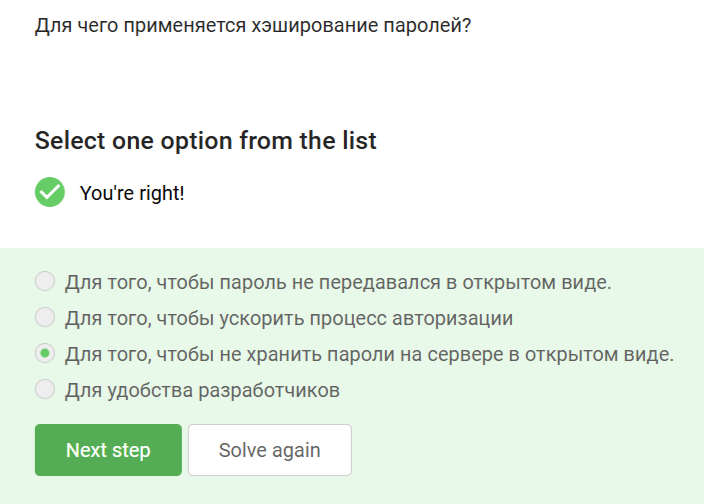 Для чего применяется хэширование паролей?
Select one option from the list
You're right!
Для того, чтобы пароль не передавался в открытом виде.
Для того, чтобы ускорить процесс авторизации
Для того, чтобы не хранить пароли на сервере в открытом виде.
Для удобства разработчиков
Next step
Solve again